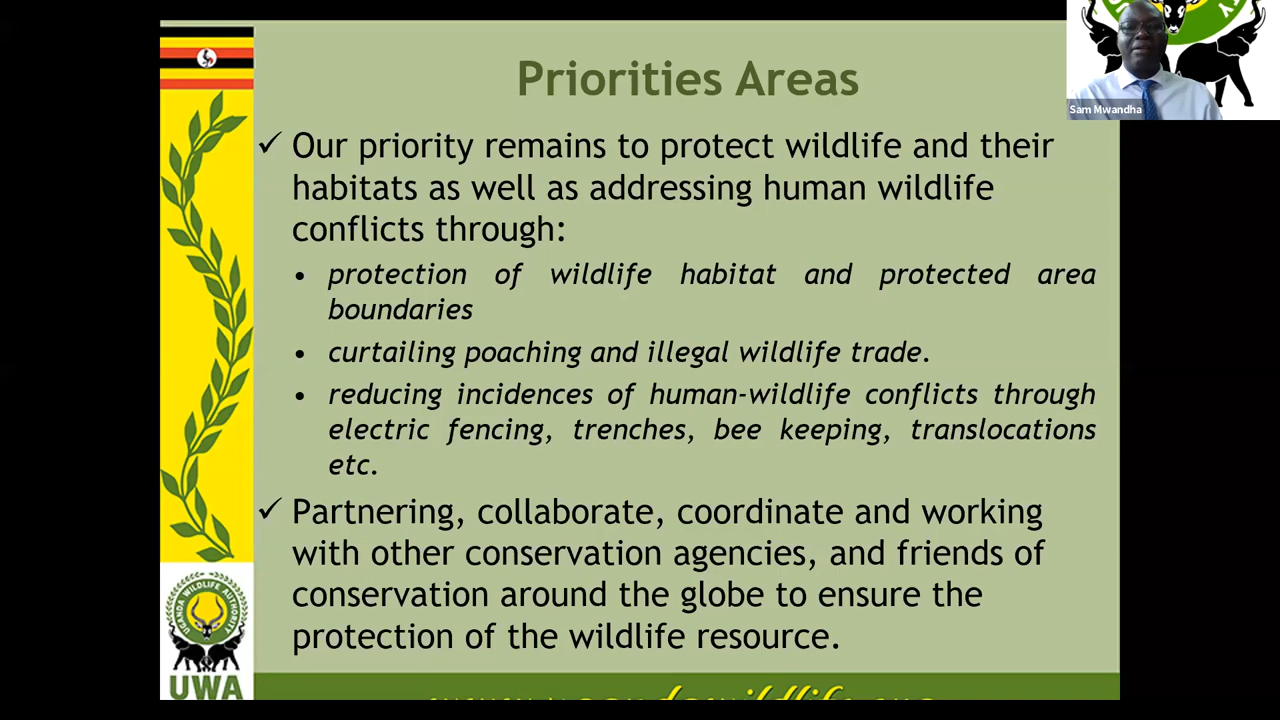 Priorities Areas
Sam Mwandha
✓ Our priority remains to protect wildlife and their
habitats as well as addressing human wildlife
conflicts through:
• protection of wildlife habitat and protected area
boundaries
• curtailing poaching and illegal wildlife trade.
• reducing incidences of human-wildlife conflicts through
electric fencing, trenches, bee keeping, translocations
etc.
✓ Partnering, collaborate, coordinate and working
with other conservation agencies, and friends of
conservation around the globe to ensure the
protection of the wildlife resource.
UGANDA WILDLIFE AUTHORITY
UWA